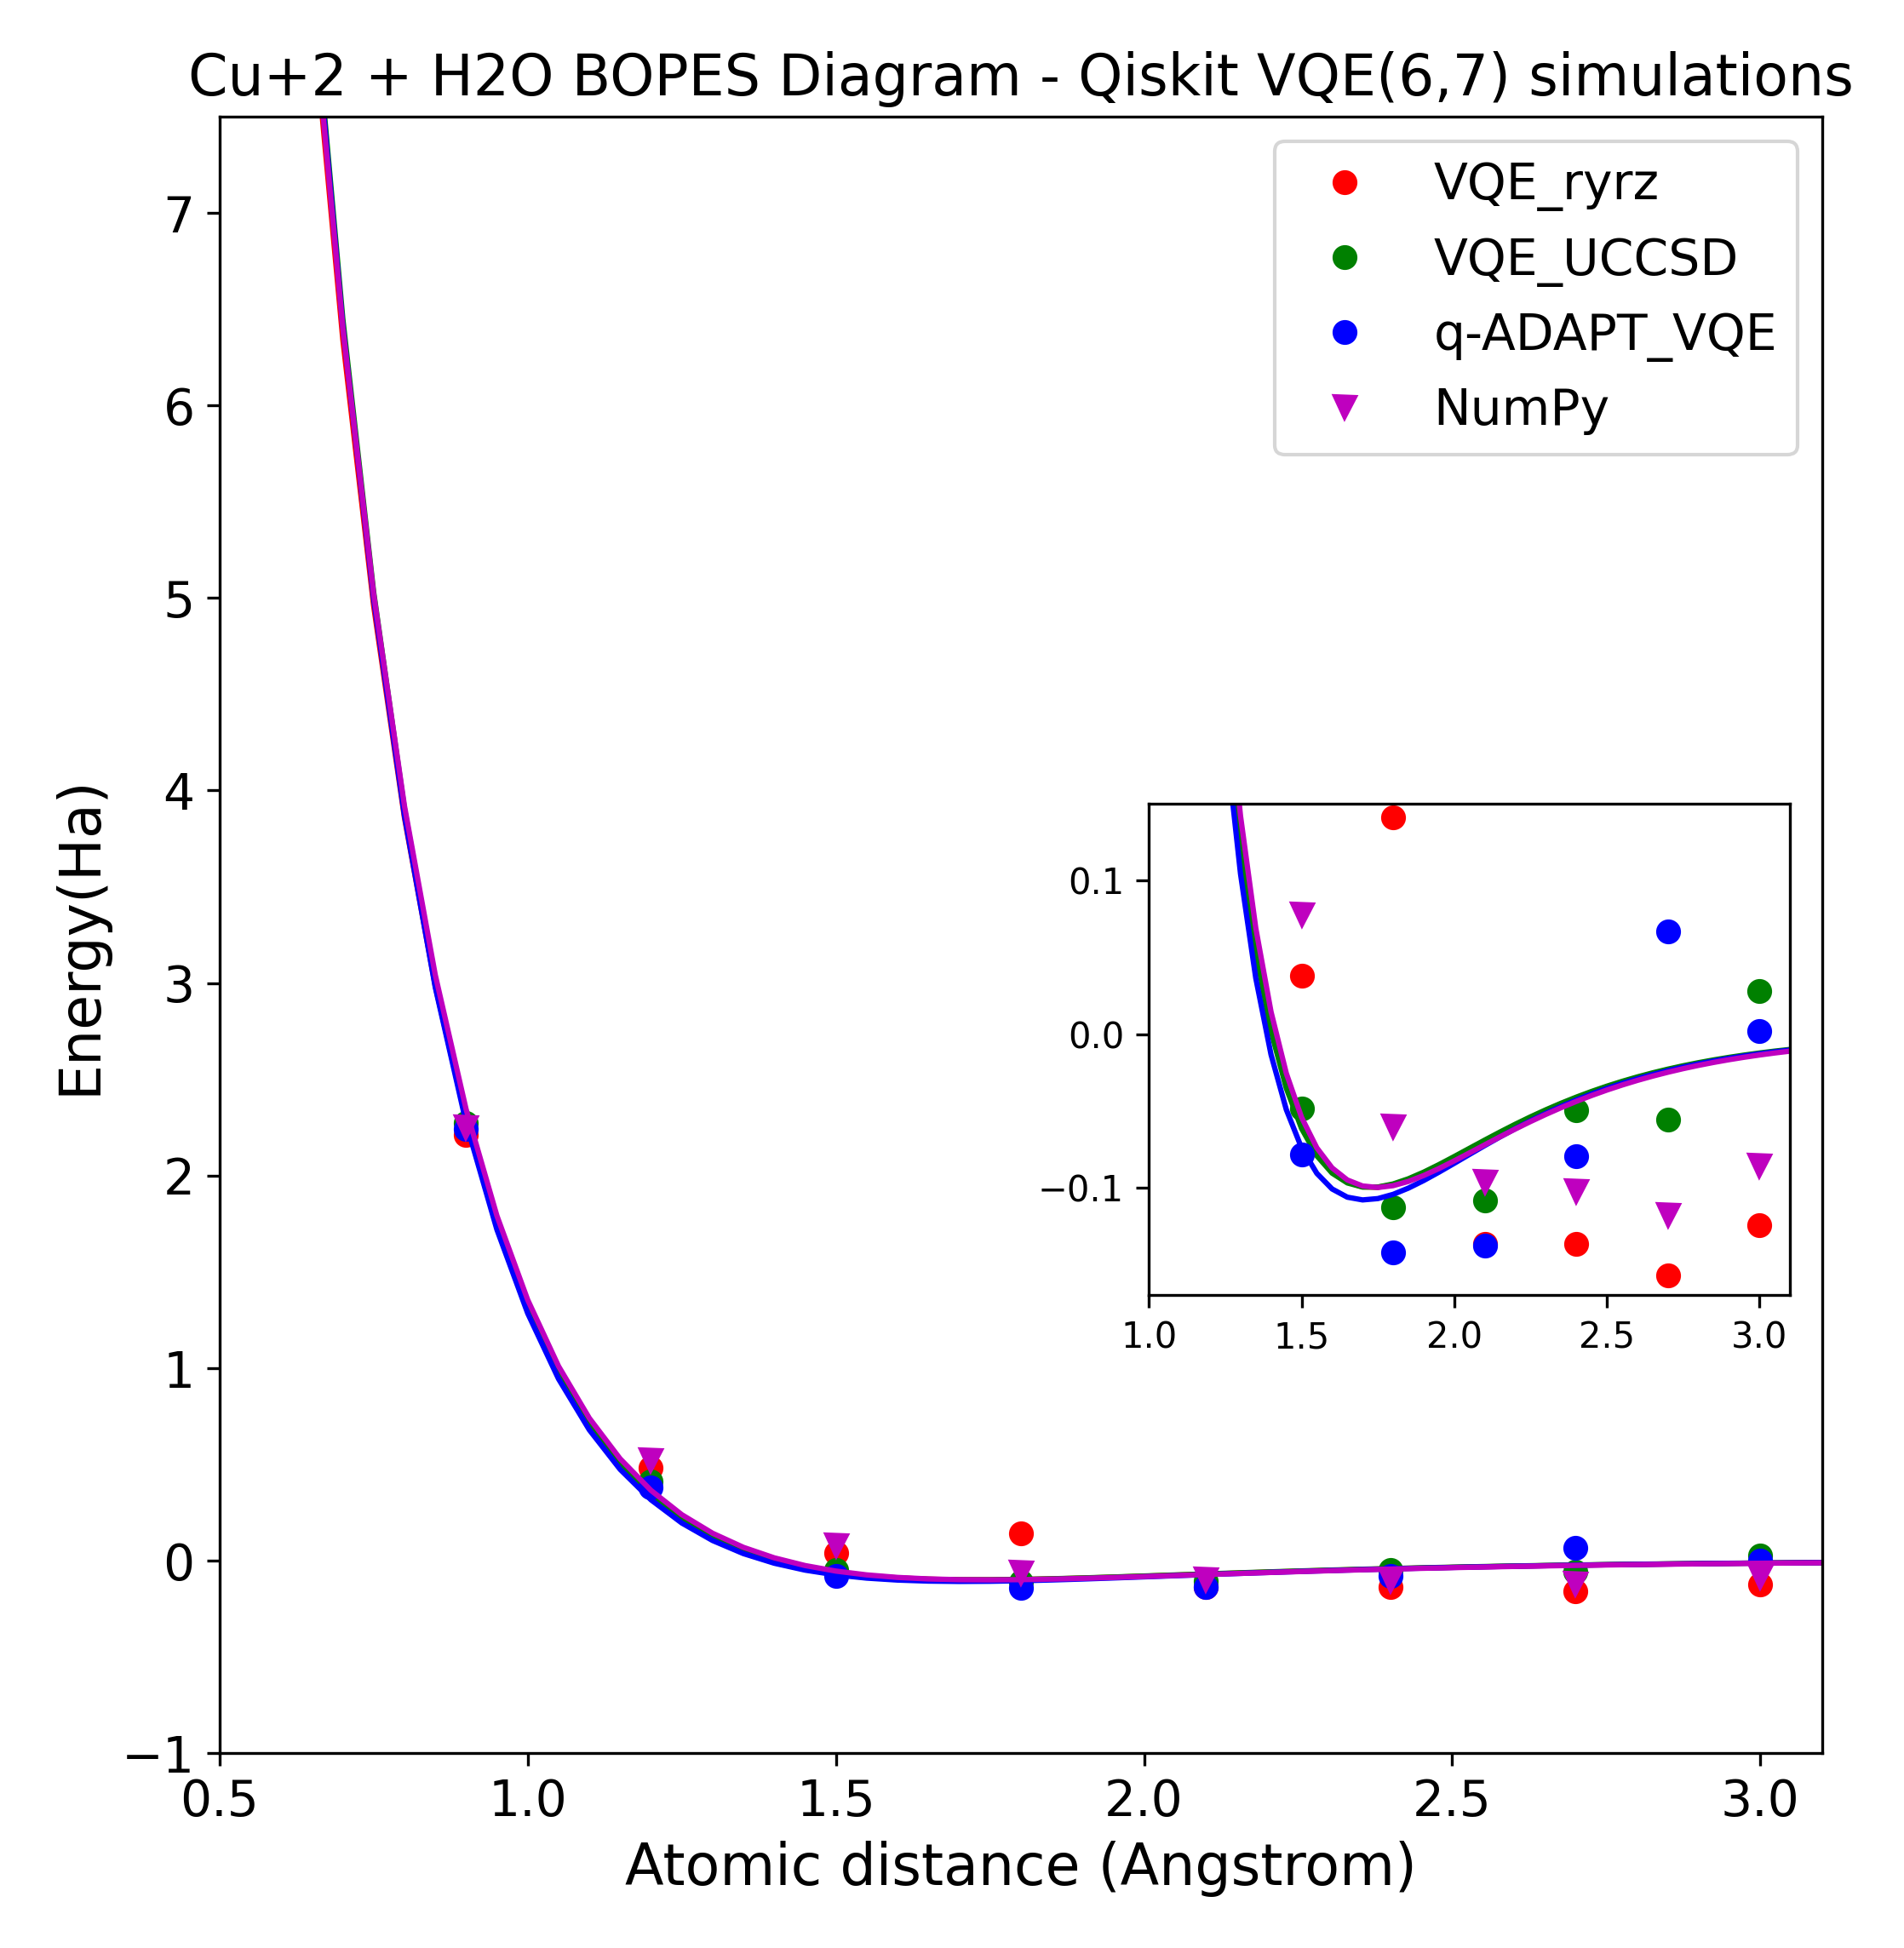 Cu+2 + H2O BOPES Diagram - Qiskit VQE(6,7) simulations
VQE_ryrz
VQE_UCCSD
q-ADAPT_VQE
NumPy
7
6
5
4
3
2
1
0
−1
Energy(Ha)
0.1
0.0
−0.1
1.0 1.5 2.0 2.5 3.0
0.5 1.0 1.5 2.0 2.5 3.0
Atomic distance (Angstrom)